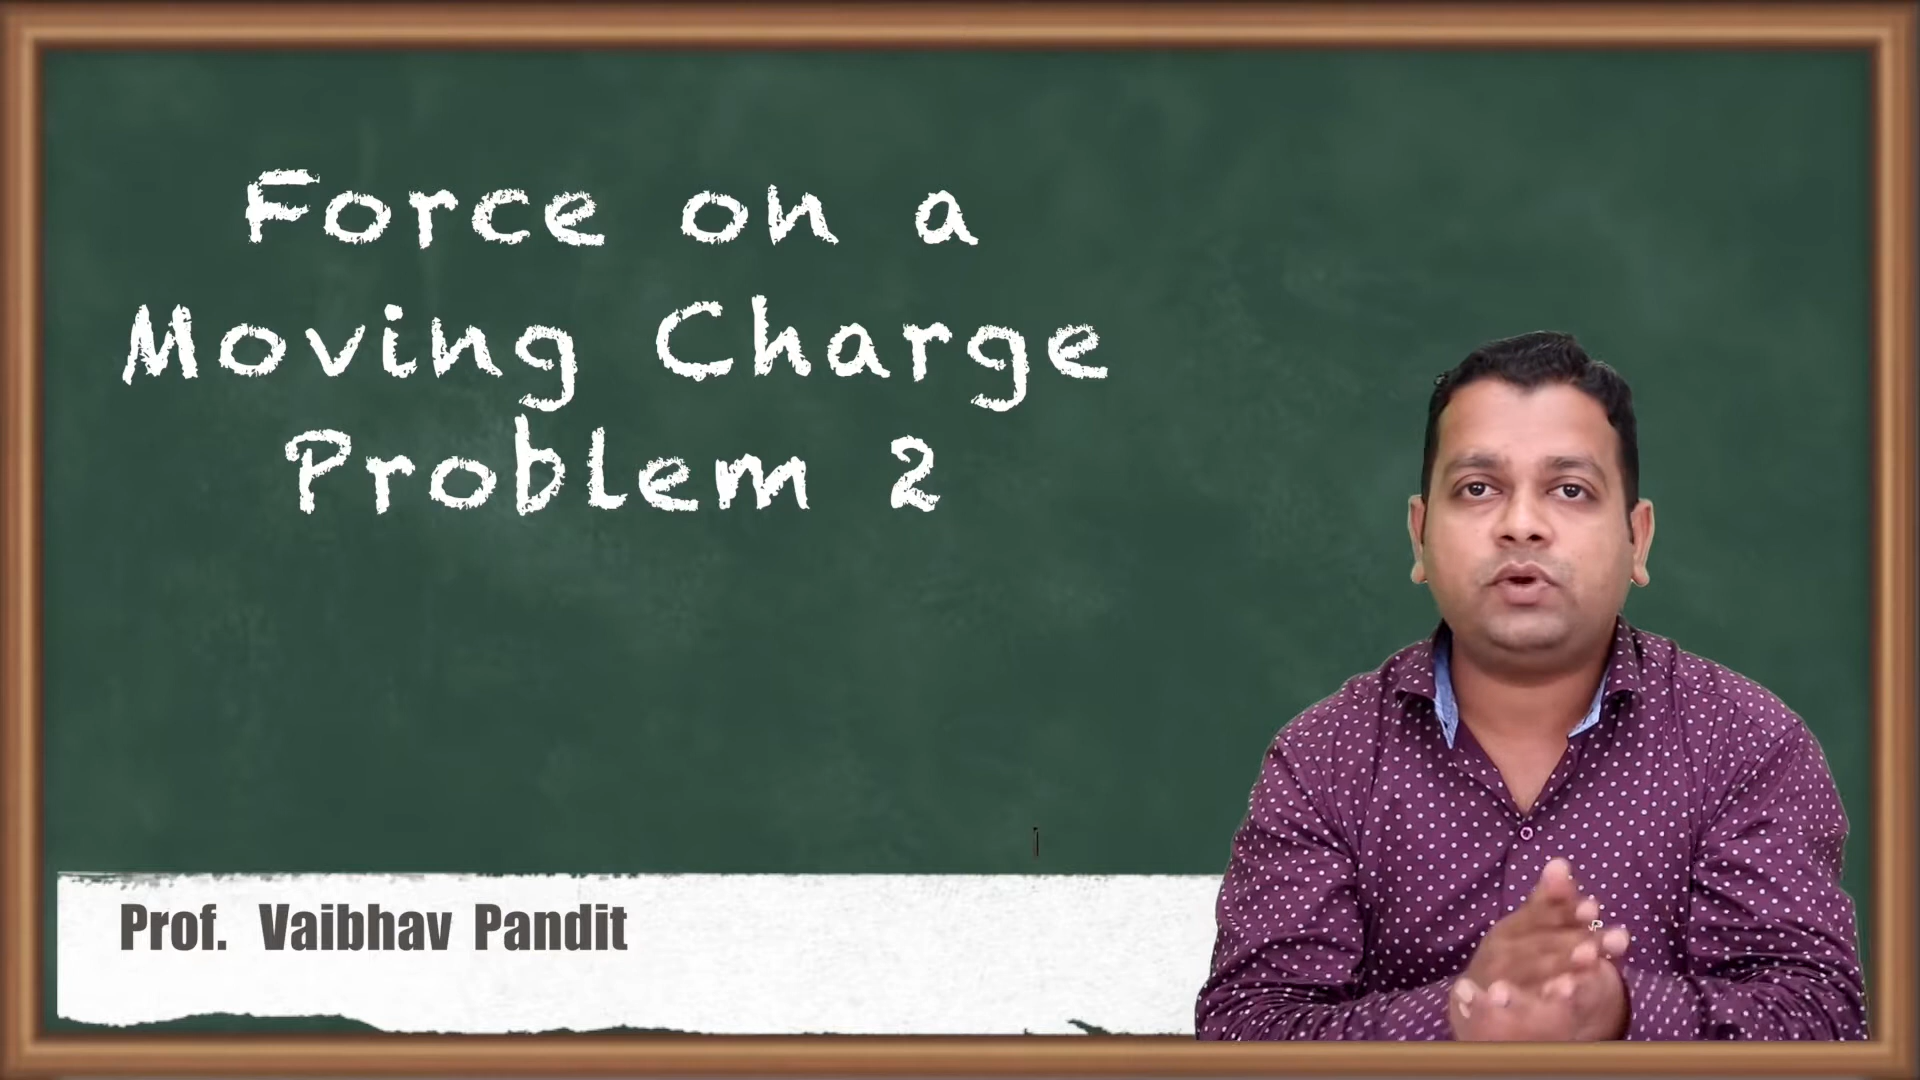 Force on a
Moving Charge
Problem 2
Prof. Vaibhav Pandit